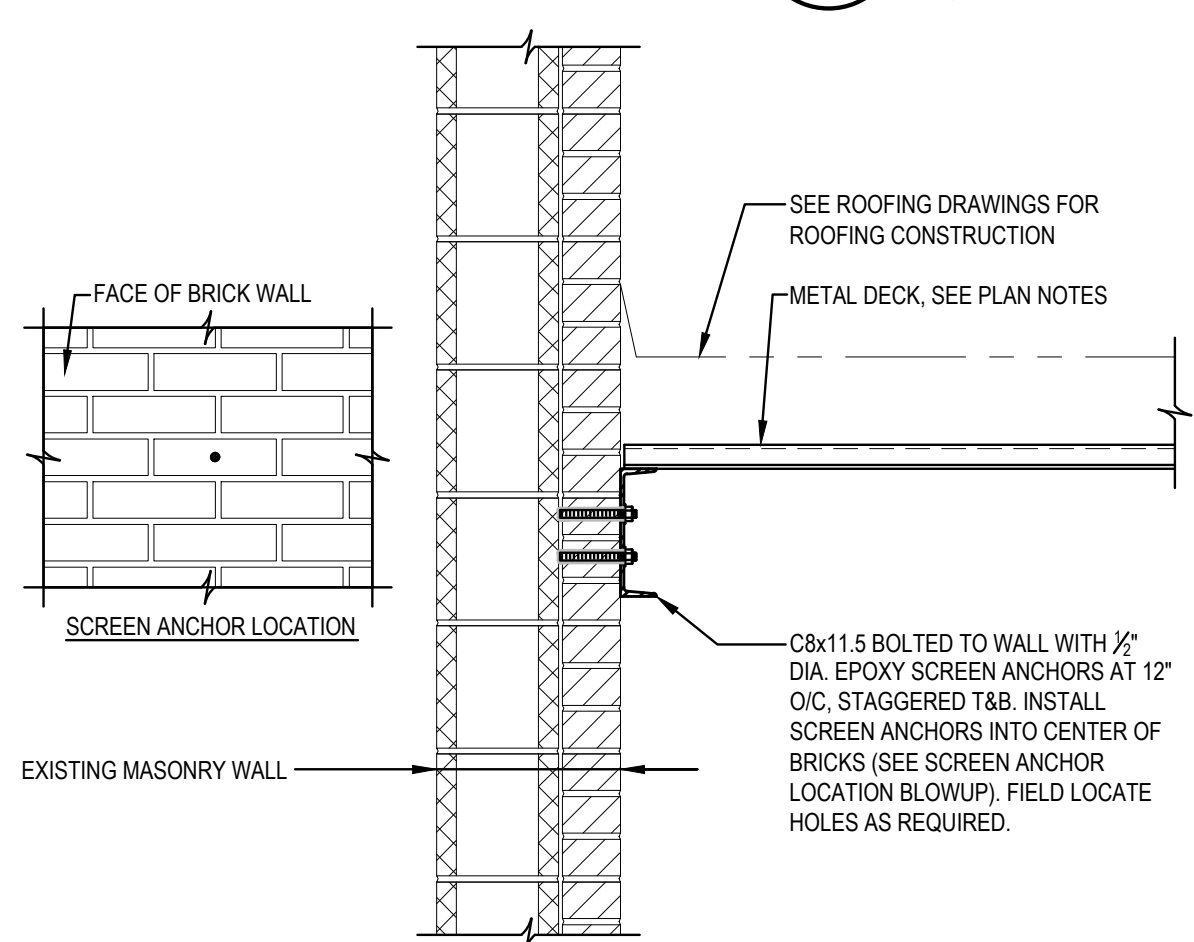 SEE ROOFING DRAWINGS FOR
ROOFING CONSTRUCTION
FACE OF BRICK WALL
METAL DECK, SEE PLAN NOTES
SCREEN ANCHOR LOCATION
C8x11.5 BOLTED TO WALL WITH ½"
DIA. EPOXY SCREEN ANCHORS AT 12"
O/C, STAGGERED T&B. INSTALL
SCREEN ANCHORS INTO CENTER OF
BRICKS (SEE SCREEN ANCHOR
LOCATION BLOWUP). FIELD LOCATE
HOLES AS REQUIRED.
EXISTING MASONRY WALL